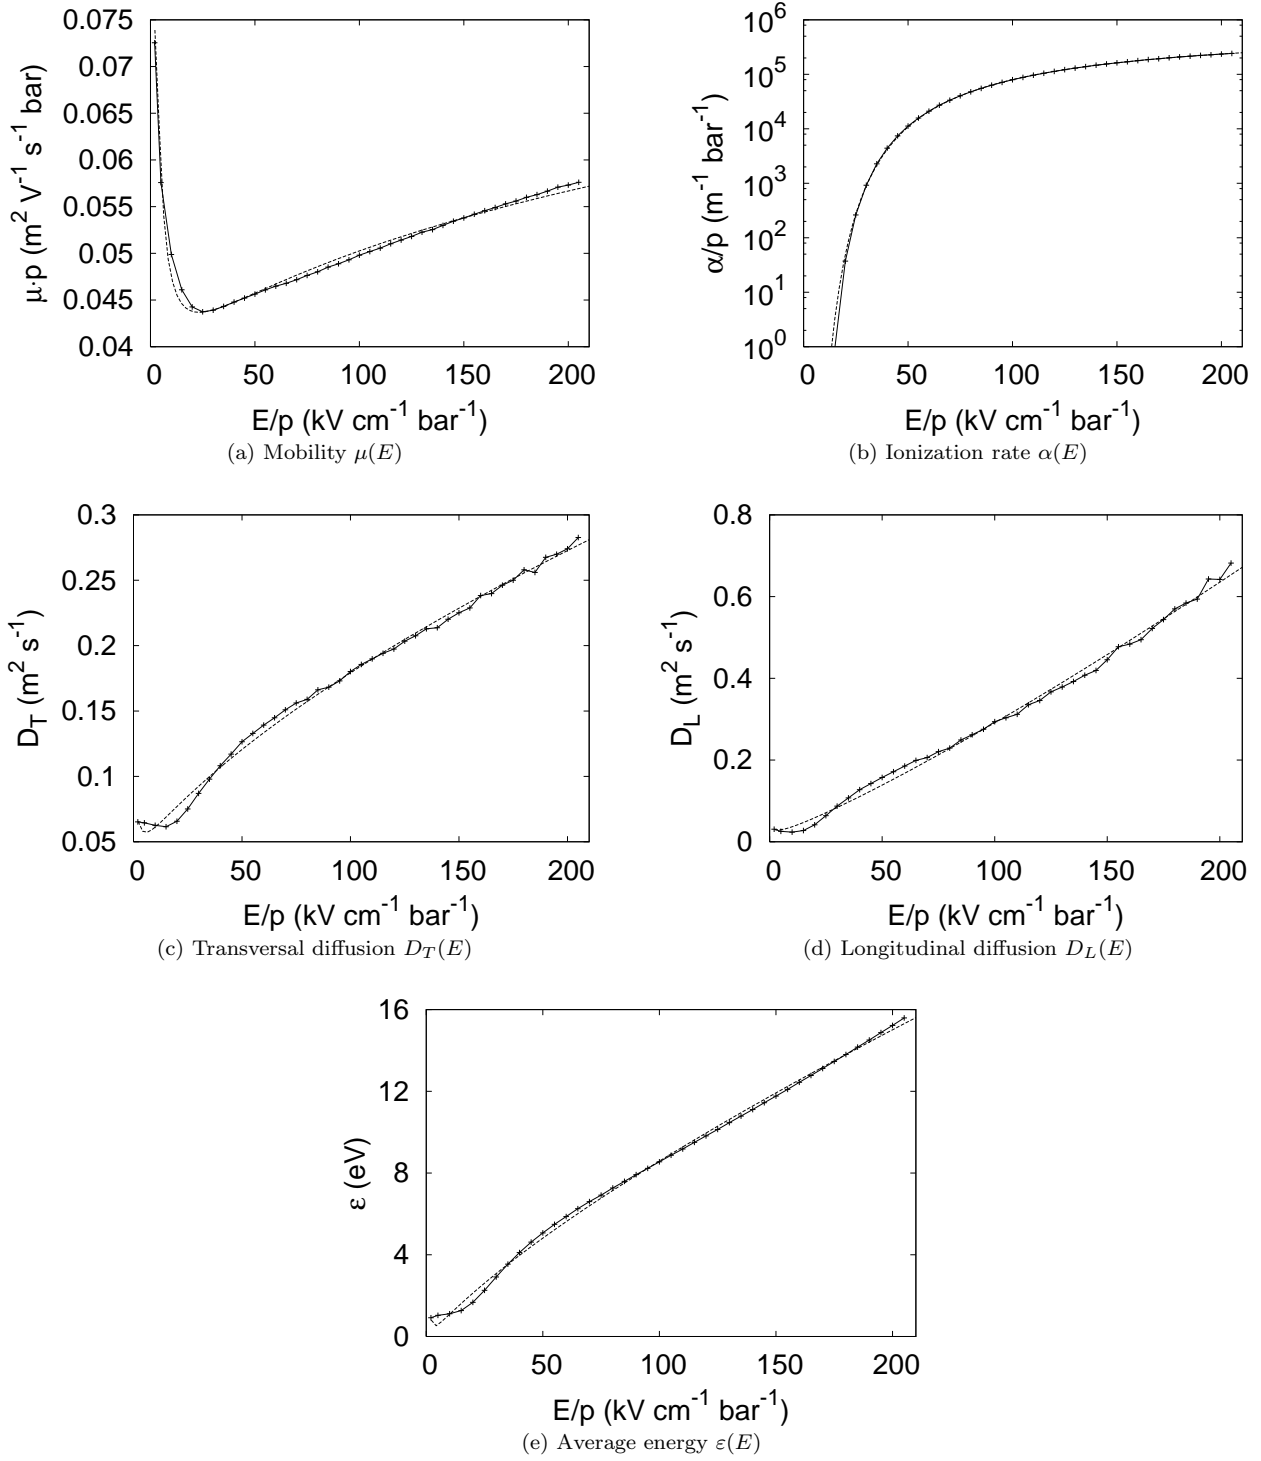 0.075
0.07
0.065
0.06
0.055
0.05
0.045
0.04
μ·p (m² V⁻¹ s⁻¹ bar)
0 50 100 150 200
E/p (kV cm⁻¹ bar⁻¹)
(a) Mobility μ(E)
10⁶
10⁵
10⁴
10³
10²
10¹
10⁰
α/p (m⁻¹ bar⁻¹)
0 50 100 150 200
E/p (kV cm⁻¹ bar⁻¹)
(b) Ionization rate α(E)
0.3
0.25
0.2
0.15
0.1
0.05
D_T (m² s⁻¹)
0 50 100 150 200
E/p (kV cm⁻¹ bar⁻¹)
(c) Transversal diffusion D_T(E)
0.8
0.6
0.4
0.2
0
D_L (m² s⁻¹)
0 50 100 150 200
E/p (kV cm⁻¹ bar⁻¹)
(d) Longitudinal diffusion D_L(E)
16
12
8
4
0
ε (eV)
0 50 100 150 200
E/p (kV cm⁻¹ bar⁻¹)
(e) Average energy ε(E)